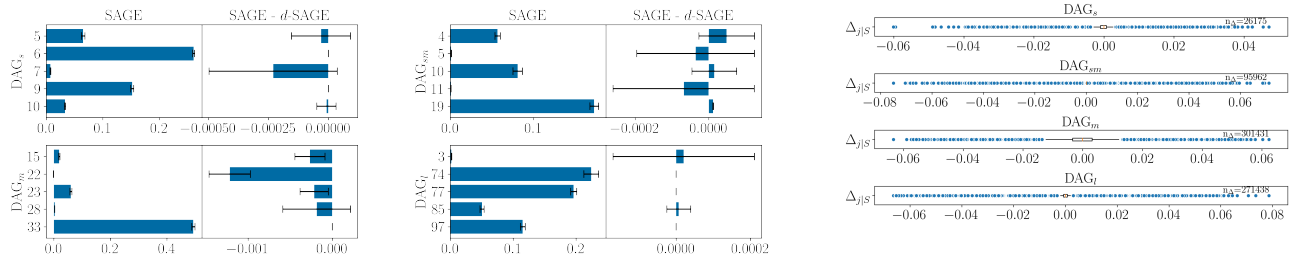 SAGE
SAGE - d-SAGE
DAG_s
5
6
7
9
10
0.0
0.1
0.2
−0.00050
−0.00025
0.00000
DAG_m
15
22
23
28
33
0.0
0.2
0.4
−0.001
0.000
SAGE
SAGE - d-SAGE
DAG_sm
4
5
10
11
19
0.0
0.1
−0.0002
0.0000
DAG_l
3
74
77
85
97
0.0
0.1
0.2
0.0000
0.0002
DAG_s
Δ_j|S
n_Δ=26175
−0.06 −0.04 −0.02 0.00 0.02 0.04
DAG_sm
Δ_j|S
n_Δ=95962
−0.08 −0.06 −0.04 −0.02 0.00 0.02 0.04 0.06
DAG_m
Δ_j|S
n_Δ=301431
−0.06 −0.04 −0.02 0.00 0.02 0.04 0.06
DAG_l
Δ_j|S
n_Δ=271438
−0.06 −0.04 −0.02 0.00 0.02 0.04 0.06 0.08